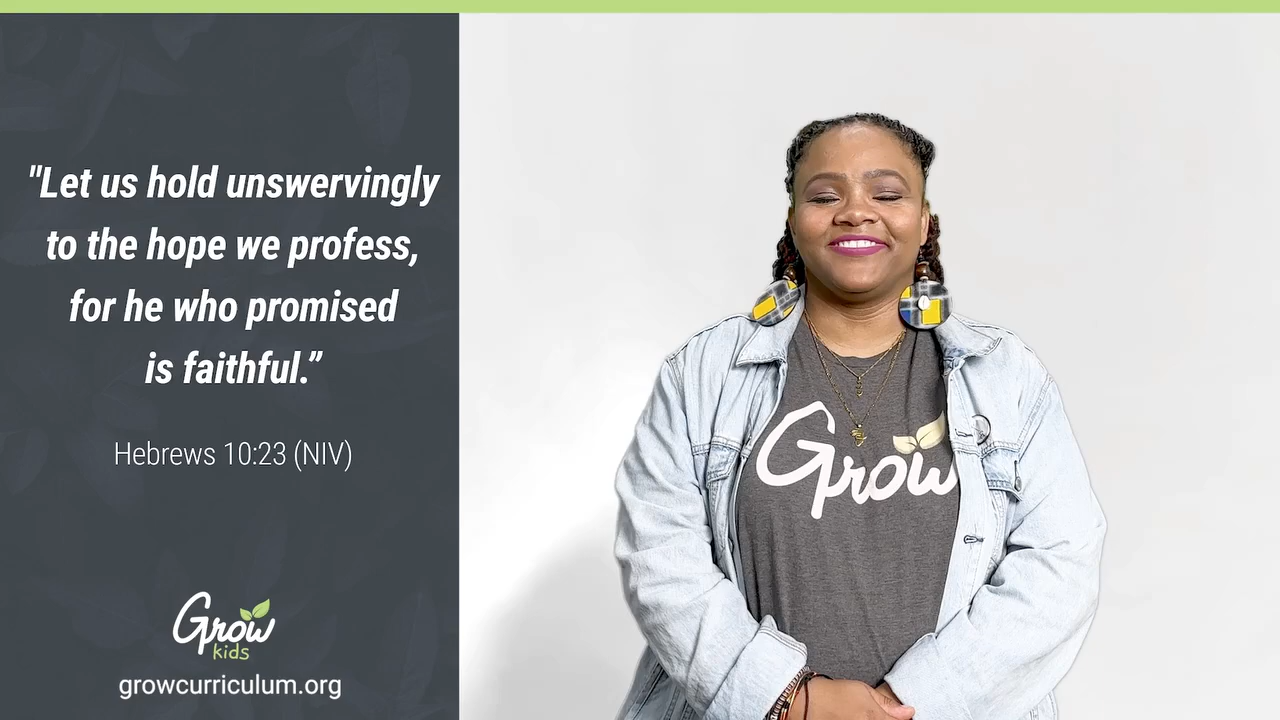 "Let us hold unswervingly
to the hope we profess,
for he who promised
is faithful.”
Hebrews 10:23 (NIV)
Grow
kids
growcurriculum.org
Grow